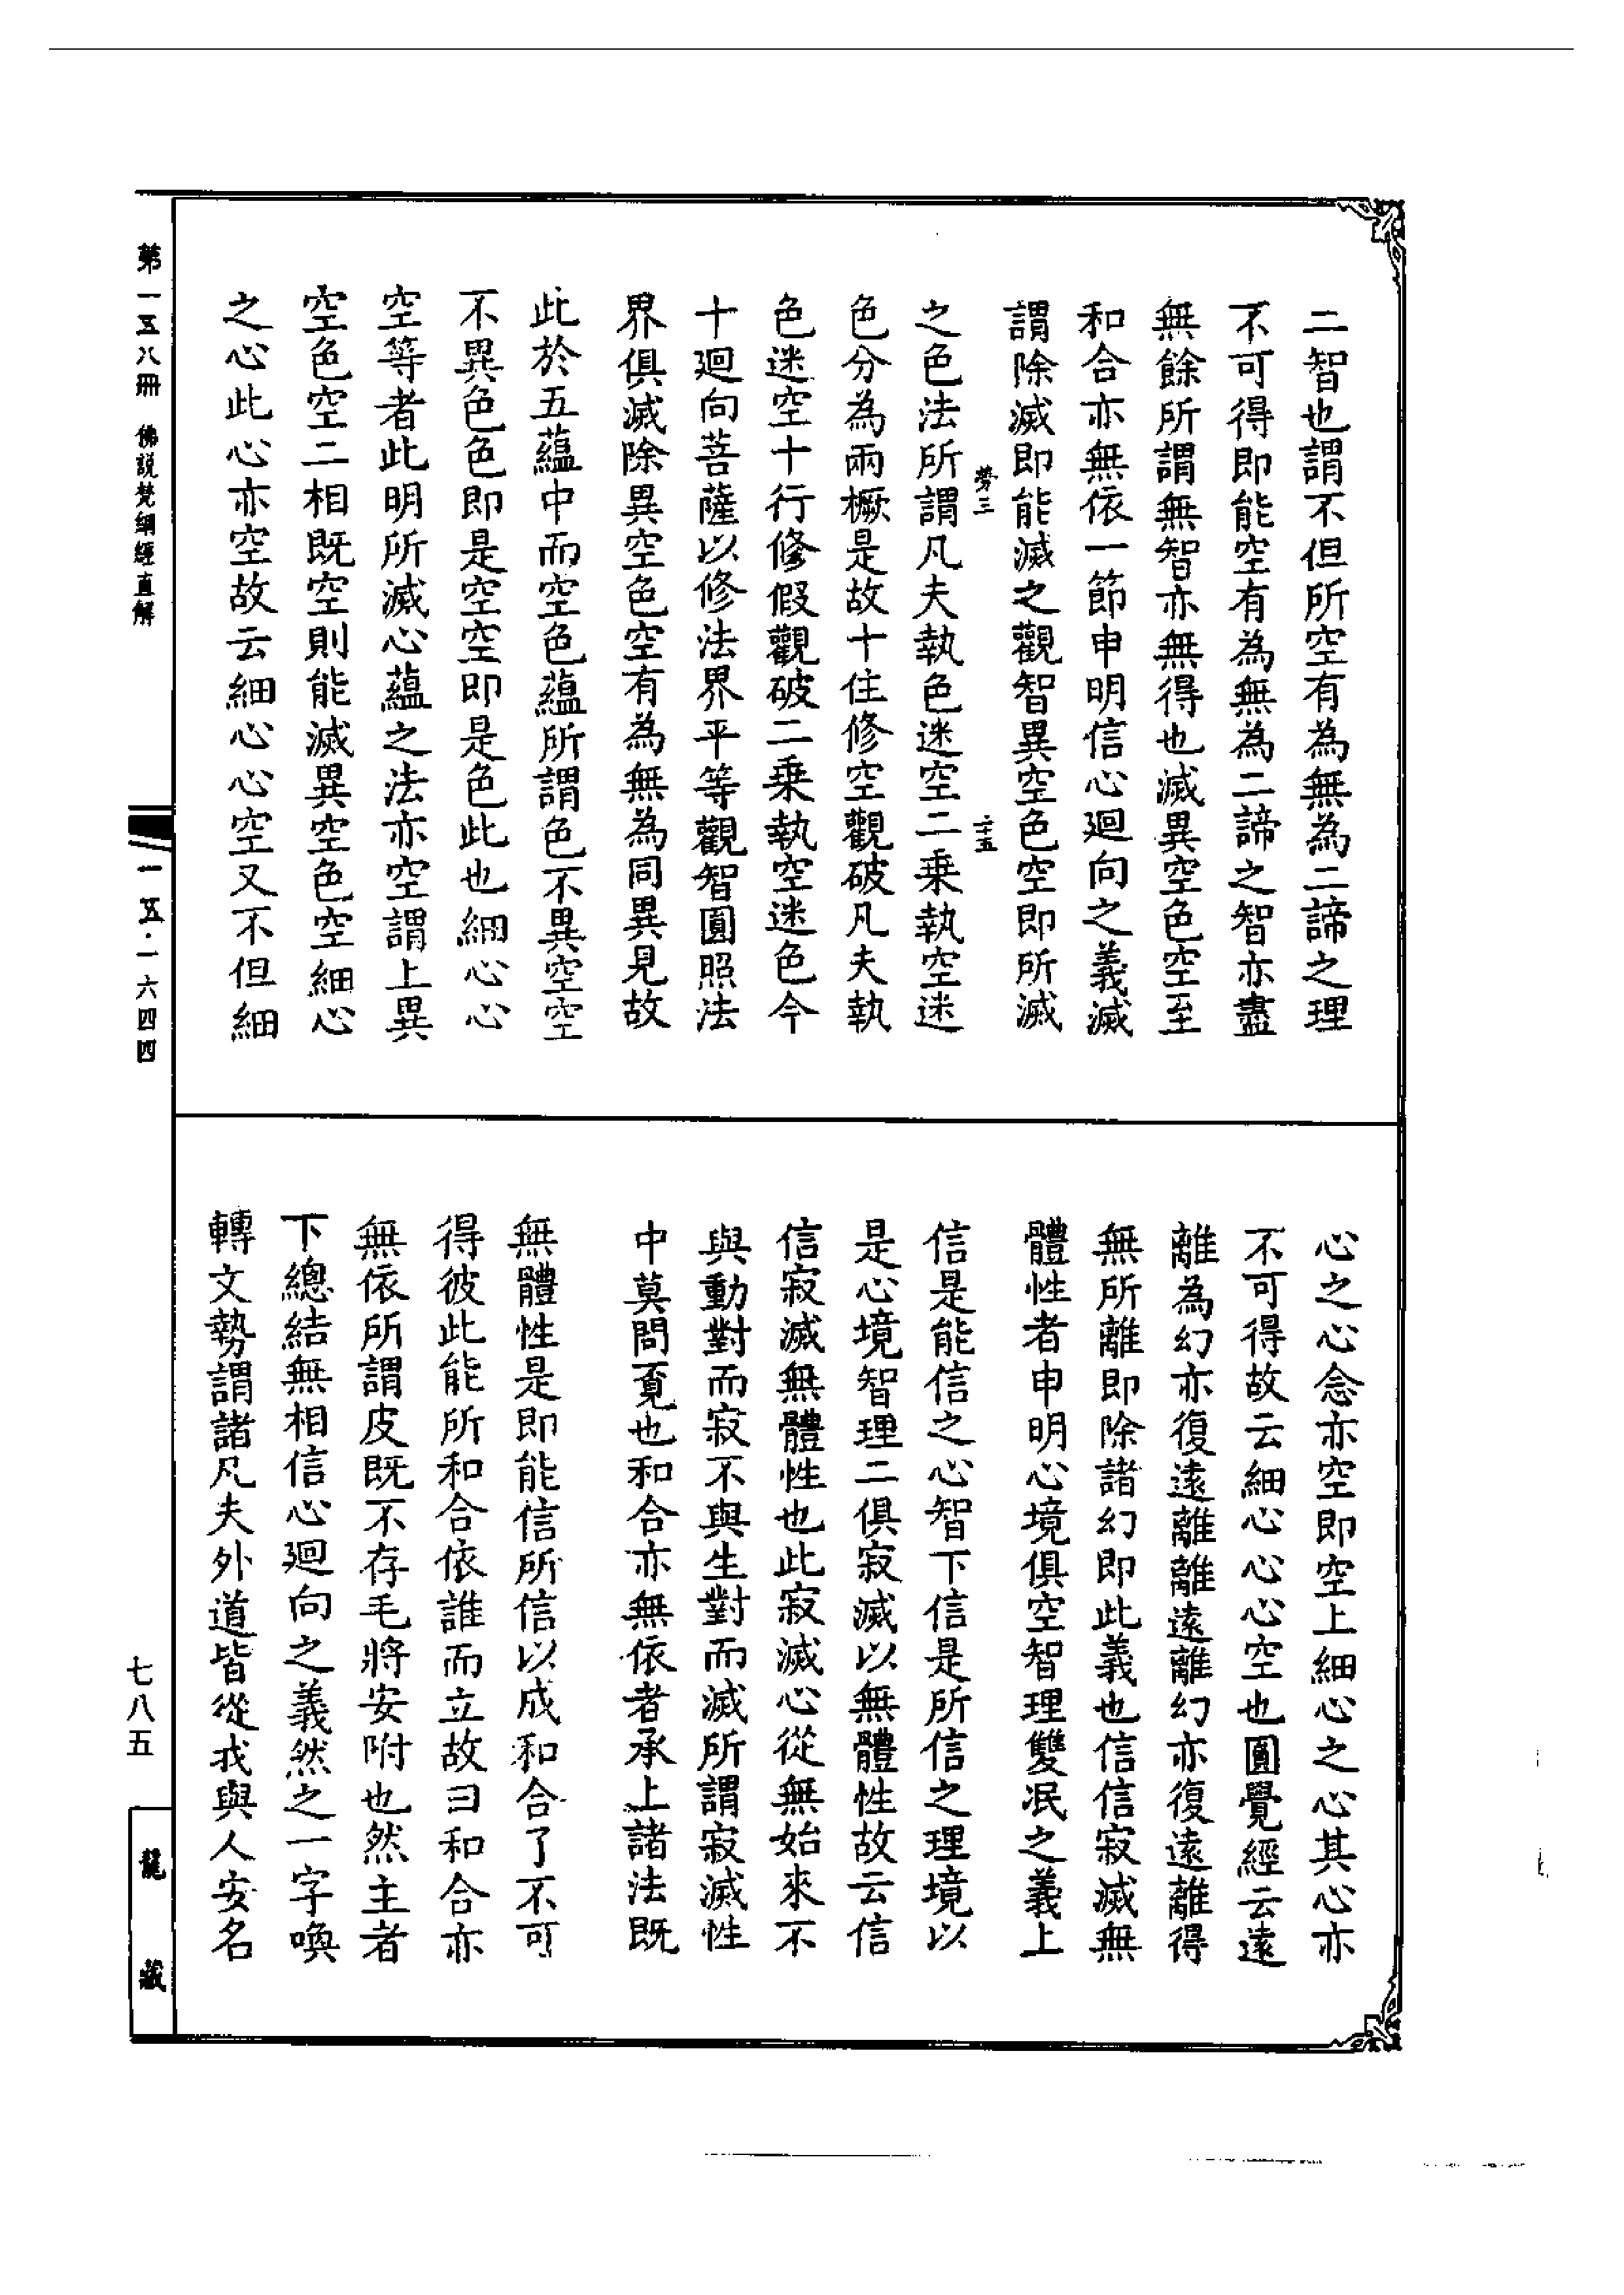 二智也謂不但所空有為無為二諦之理
不可得即能空有為無為二諦之智亦盡
無餘所謂無智亦無得也滅異空色空至
和合亦無依一節申明信心迴向之義滅
謂除滅即能滅之觀智異空色空即所滅
勞三
二十五
之色法所謂凡夫執色迷空二乗執空迷
色分為兩橛是故十住修空觀破凡夫執
色迷空十行修假觀破二乗執空迷色今
十迴向菩薩以修法界平等觀智圓照法
界俱滅除異空色空有為無為同異見故
此於五蘊中而空色蘊所謂色不異空空
不異色色即是空空即是色此也細心心
空等者此明所滅心蘊之法亦空謂上異
空色空二相既空則能滅異空色空細心
之心此心亦空故云細心心空又不但細
心之心念亦空即空上細心之心其心亦
不可得故云細心心心空也圓覺經云遠
離為幻亦復遠離離遠離幻亦復遠離得
無所離即除諸幻即此義也信信寂滅無
體性者申明心境俱空智理雙泯之義上
信是能信之心智下信是所信之理境以
是心境智理二俱寂滅以無體性故云信
信寂滅無體性也此寂滅心從無始來不
與動對而寂不與生對而滅所謂寂滅性
中莫問覔也和合亦無依者承上諸法既
無體性是即能信所信以成和合了不可
得彼此能所和合依誰而立故曰和合亦
無依所謂皮既不存毛將安附也然主者
下總結無相信心迴向之義然之一字喚
轉文勢謂諸凡夫外道皆從我與人安名
第一五八冊　佛説梵網經直解
一五·一六四四
七八五
龍藏